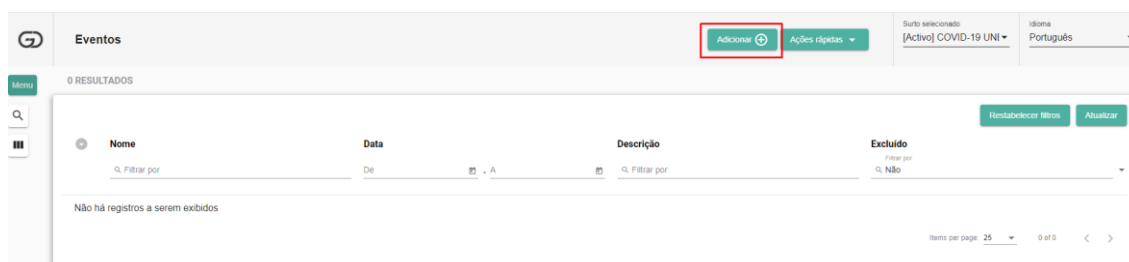 Surto selecionado Idioma
Eventos Adicionar Ações rápidas [Activo] COVID-19 UNI Português
Menu 0 RESULTADOS
Restabelecer filtros Atualizar
Nome Data Descrição Excluído
Filtrar por
Filtrar por De . A Filtrar por Não
Não há registros a serem exibidos
Items per page: 25 0 of 0